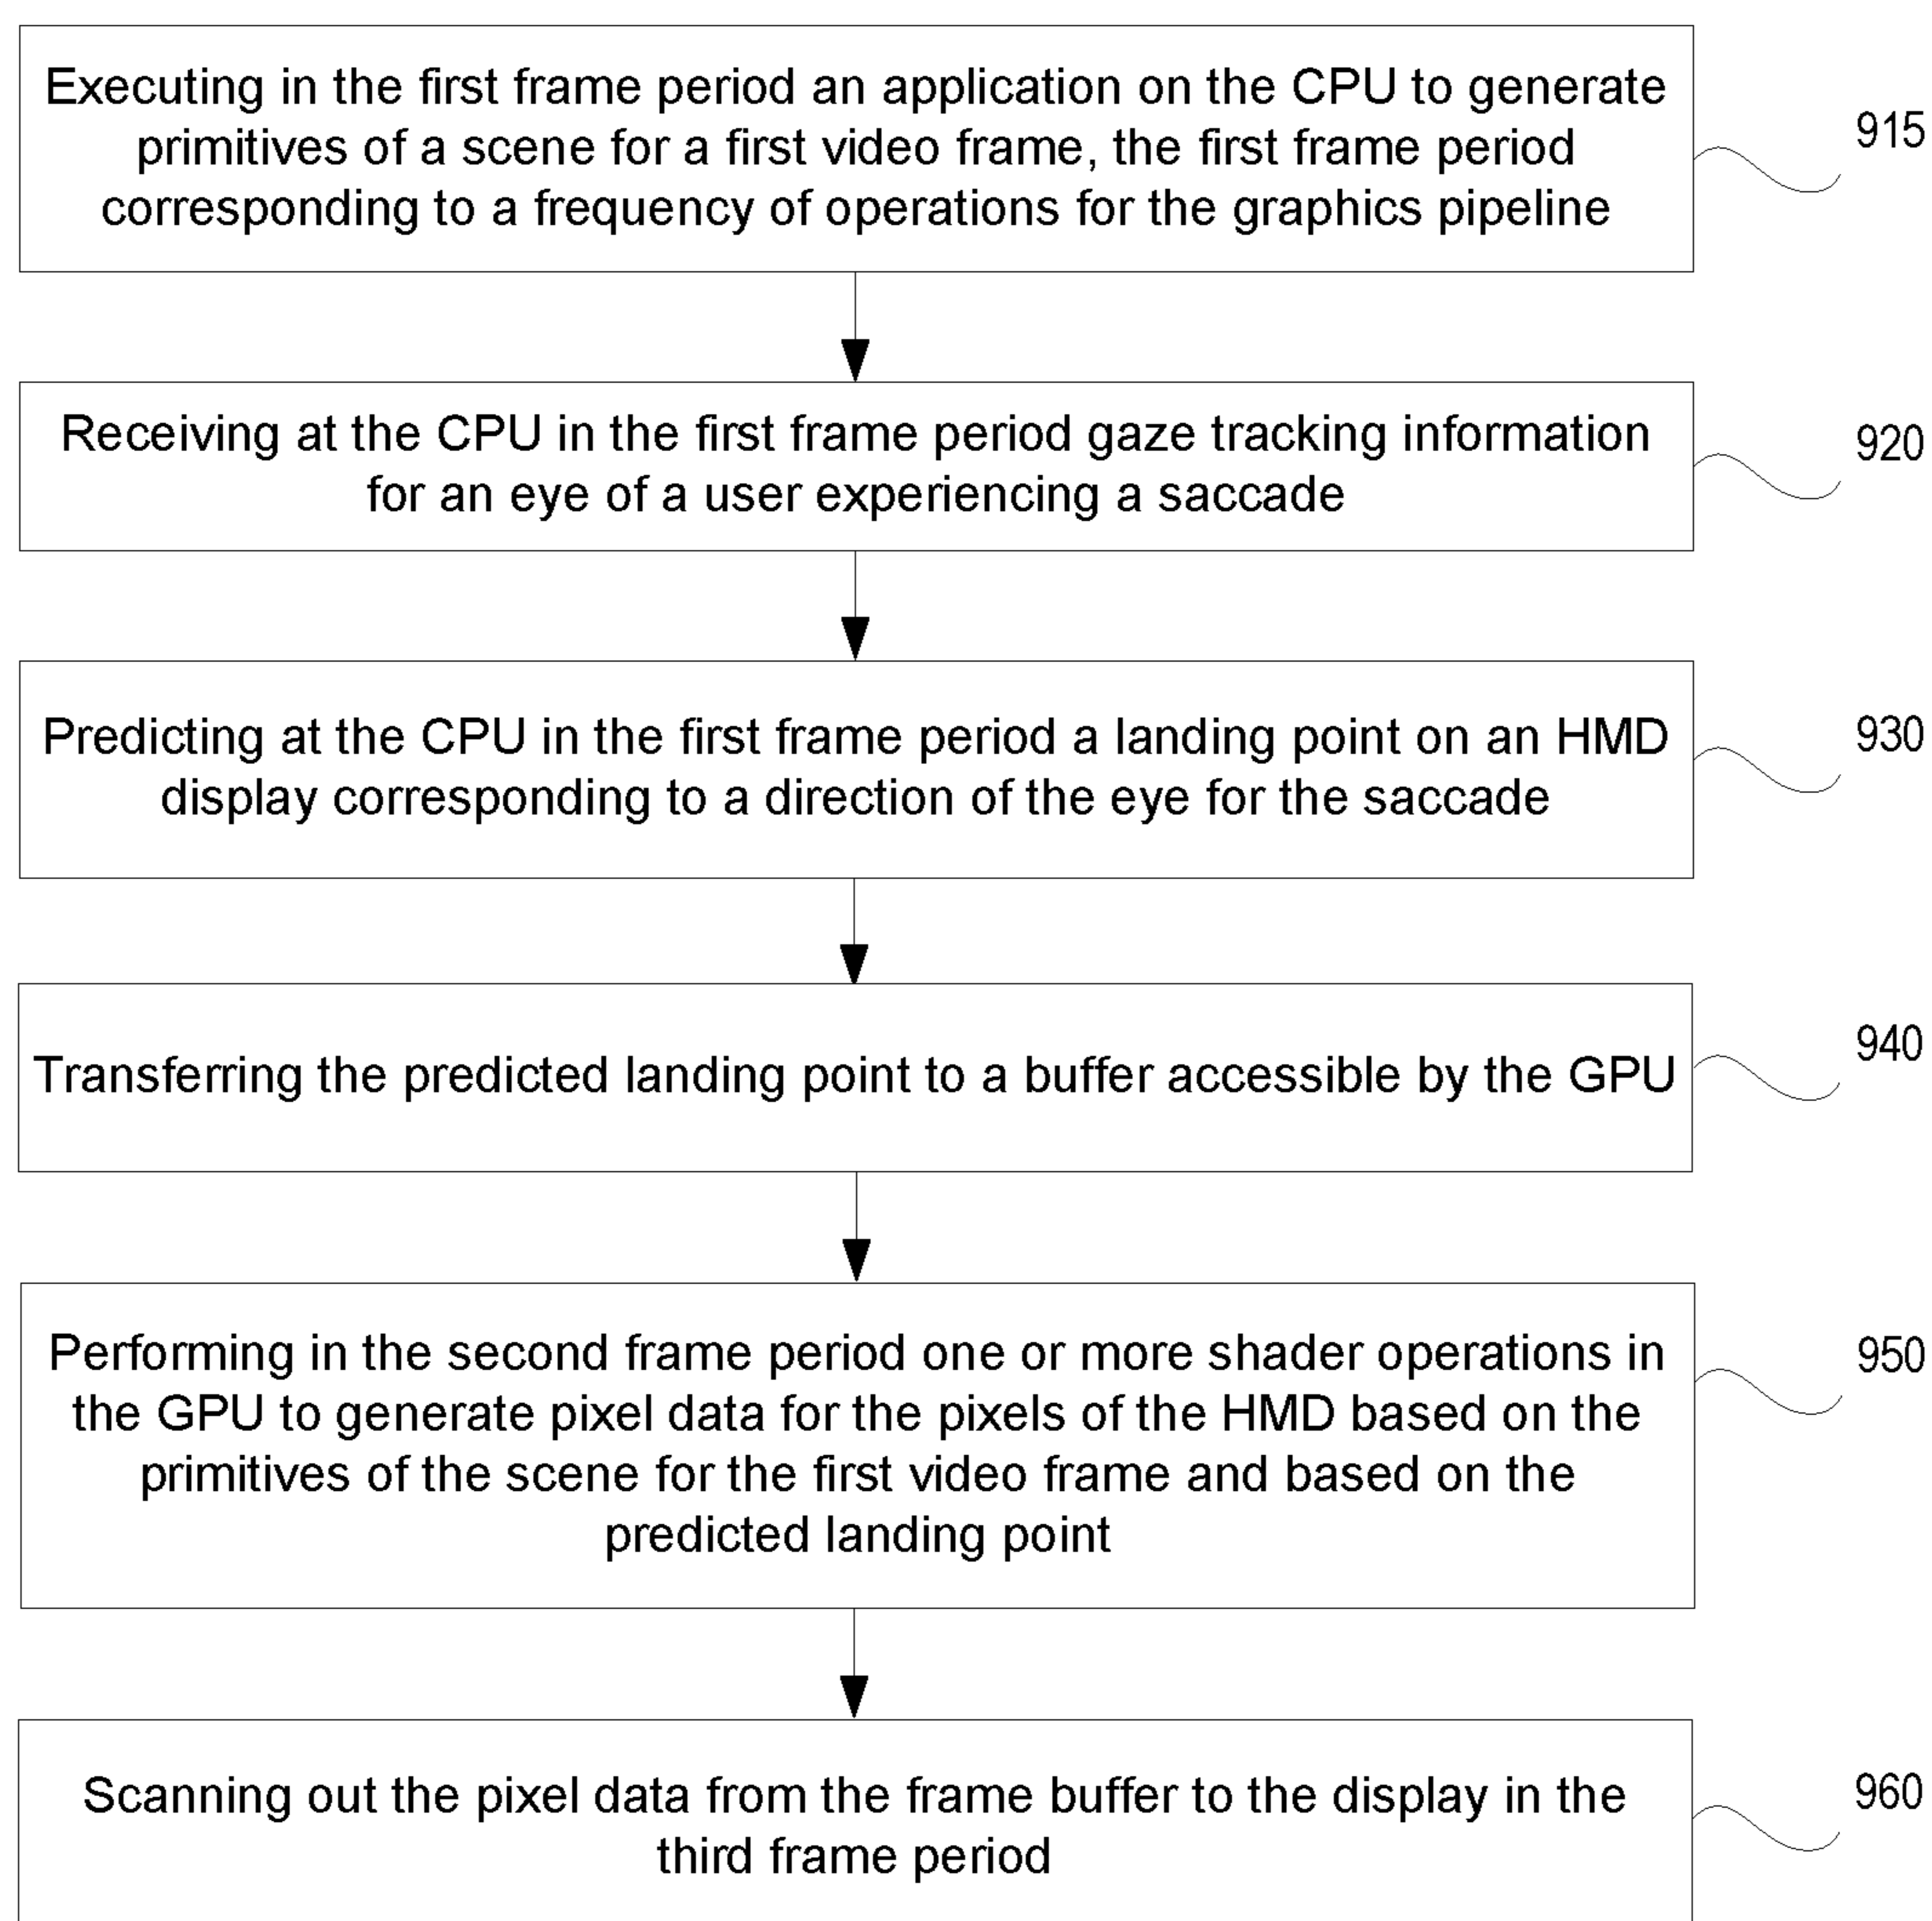 Executing in the first frame period an application on the CPU to generate
primitives of a scene for a first video frame, the first frame period
corresponding to a frequency of operations for the graphics pipeline
915
Receiving at the CPU in the first frame period gaze tracking information
for an eye of a user experiencing a saccade
920
Predicting at the CPU in the first frame period a landing point on an HMD
display corresponding to a direction of the eye for the saccade
930
Transferring the predicted landing point to a buffer accessible by the GPU
940
Performing in the second frame period one or more shader operations in
the GPU to generate pixel data for the pixels of the HMD based on the
primitives of the scene for the first video frame and based on the
predicted landing point
950
Scanning out the pixel data from the frame buffer to the display in the
third frame period
960